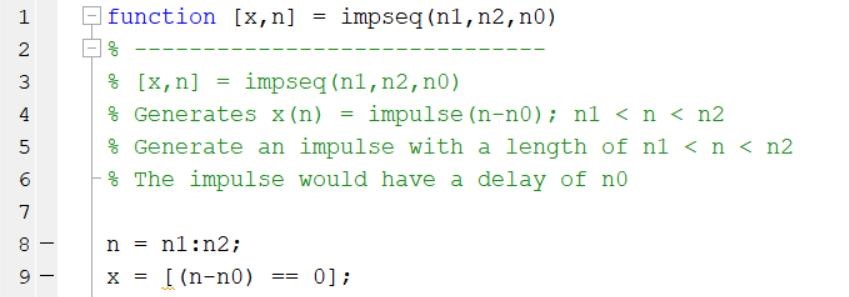 1 function [x,n] = impseq(n1,n2,n0)
2 % ------------------------------
3 % [x,n] = impseq(n1,n2,n0)
4 % Generates x(n) = impulse(n-n0); n1 < n < n2
5 % Generate an impulse with a length of n1 < n < n2
6 % The impulse would have a delay of n0
7
8 – n = n1:n2;
9 – x = [(n-n0) == 0];